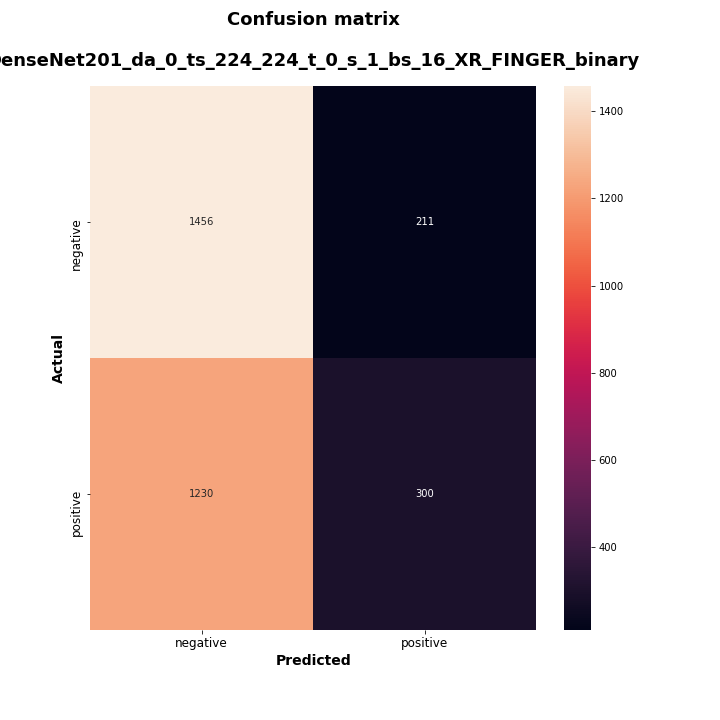 Confusion matrix
enseNet201_da_0_ts_224_224_t_0_s_1_bs_16_XR_FINGER_binary
1400
1456
211
negative
1200
1000
Actual
800
600
1230
300
positive
400
negative
positive
Predicted